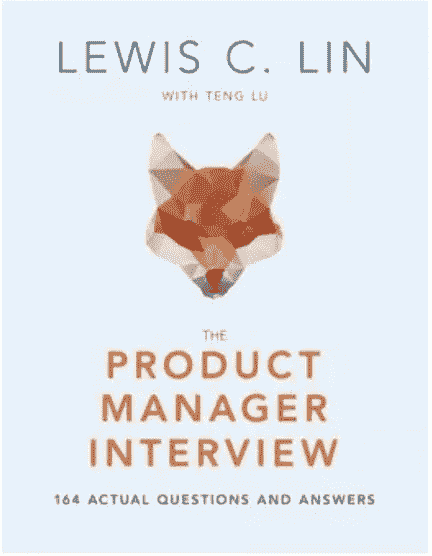 LEWIS C. LIN
WITH TENG LU
THE
PRODUCT
MANAGER
INTERVIEW
164 ACTUAL QUESTIONS AND ANSWERS